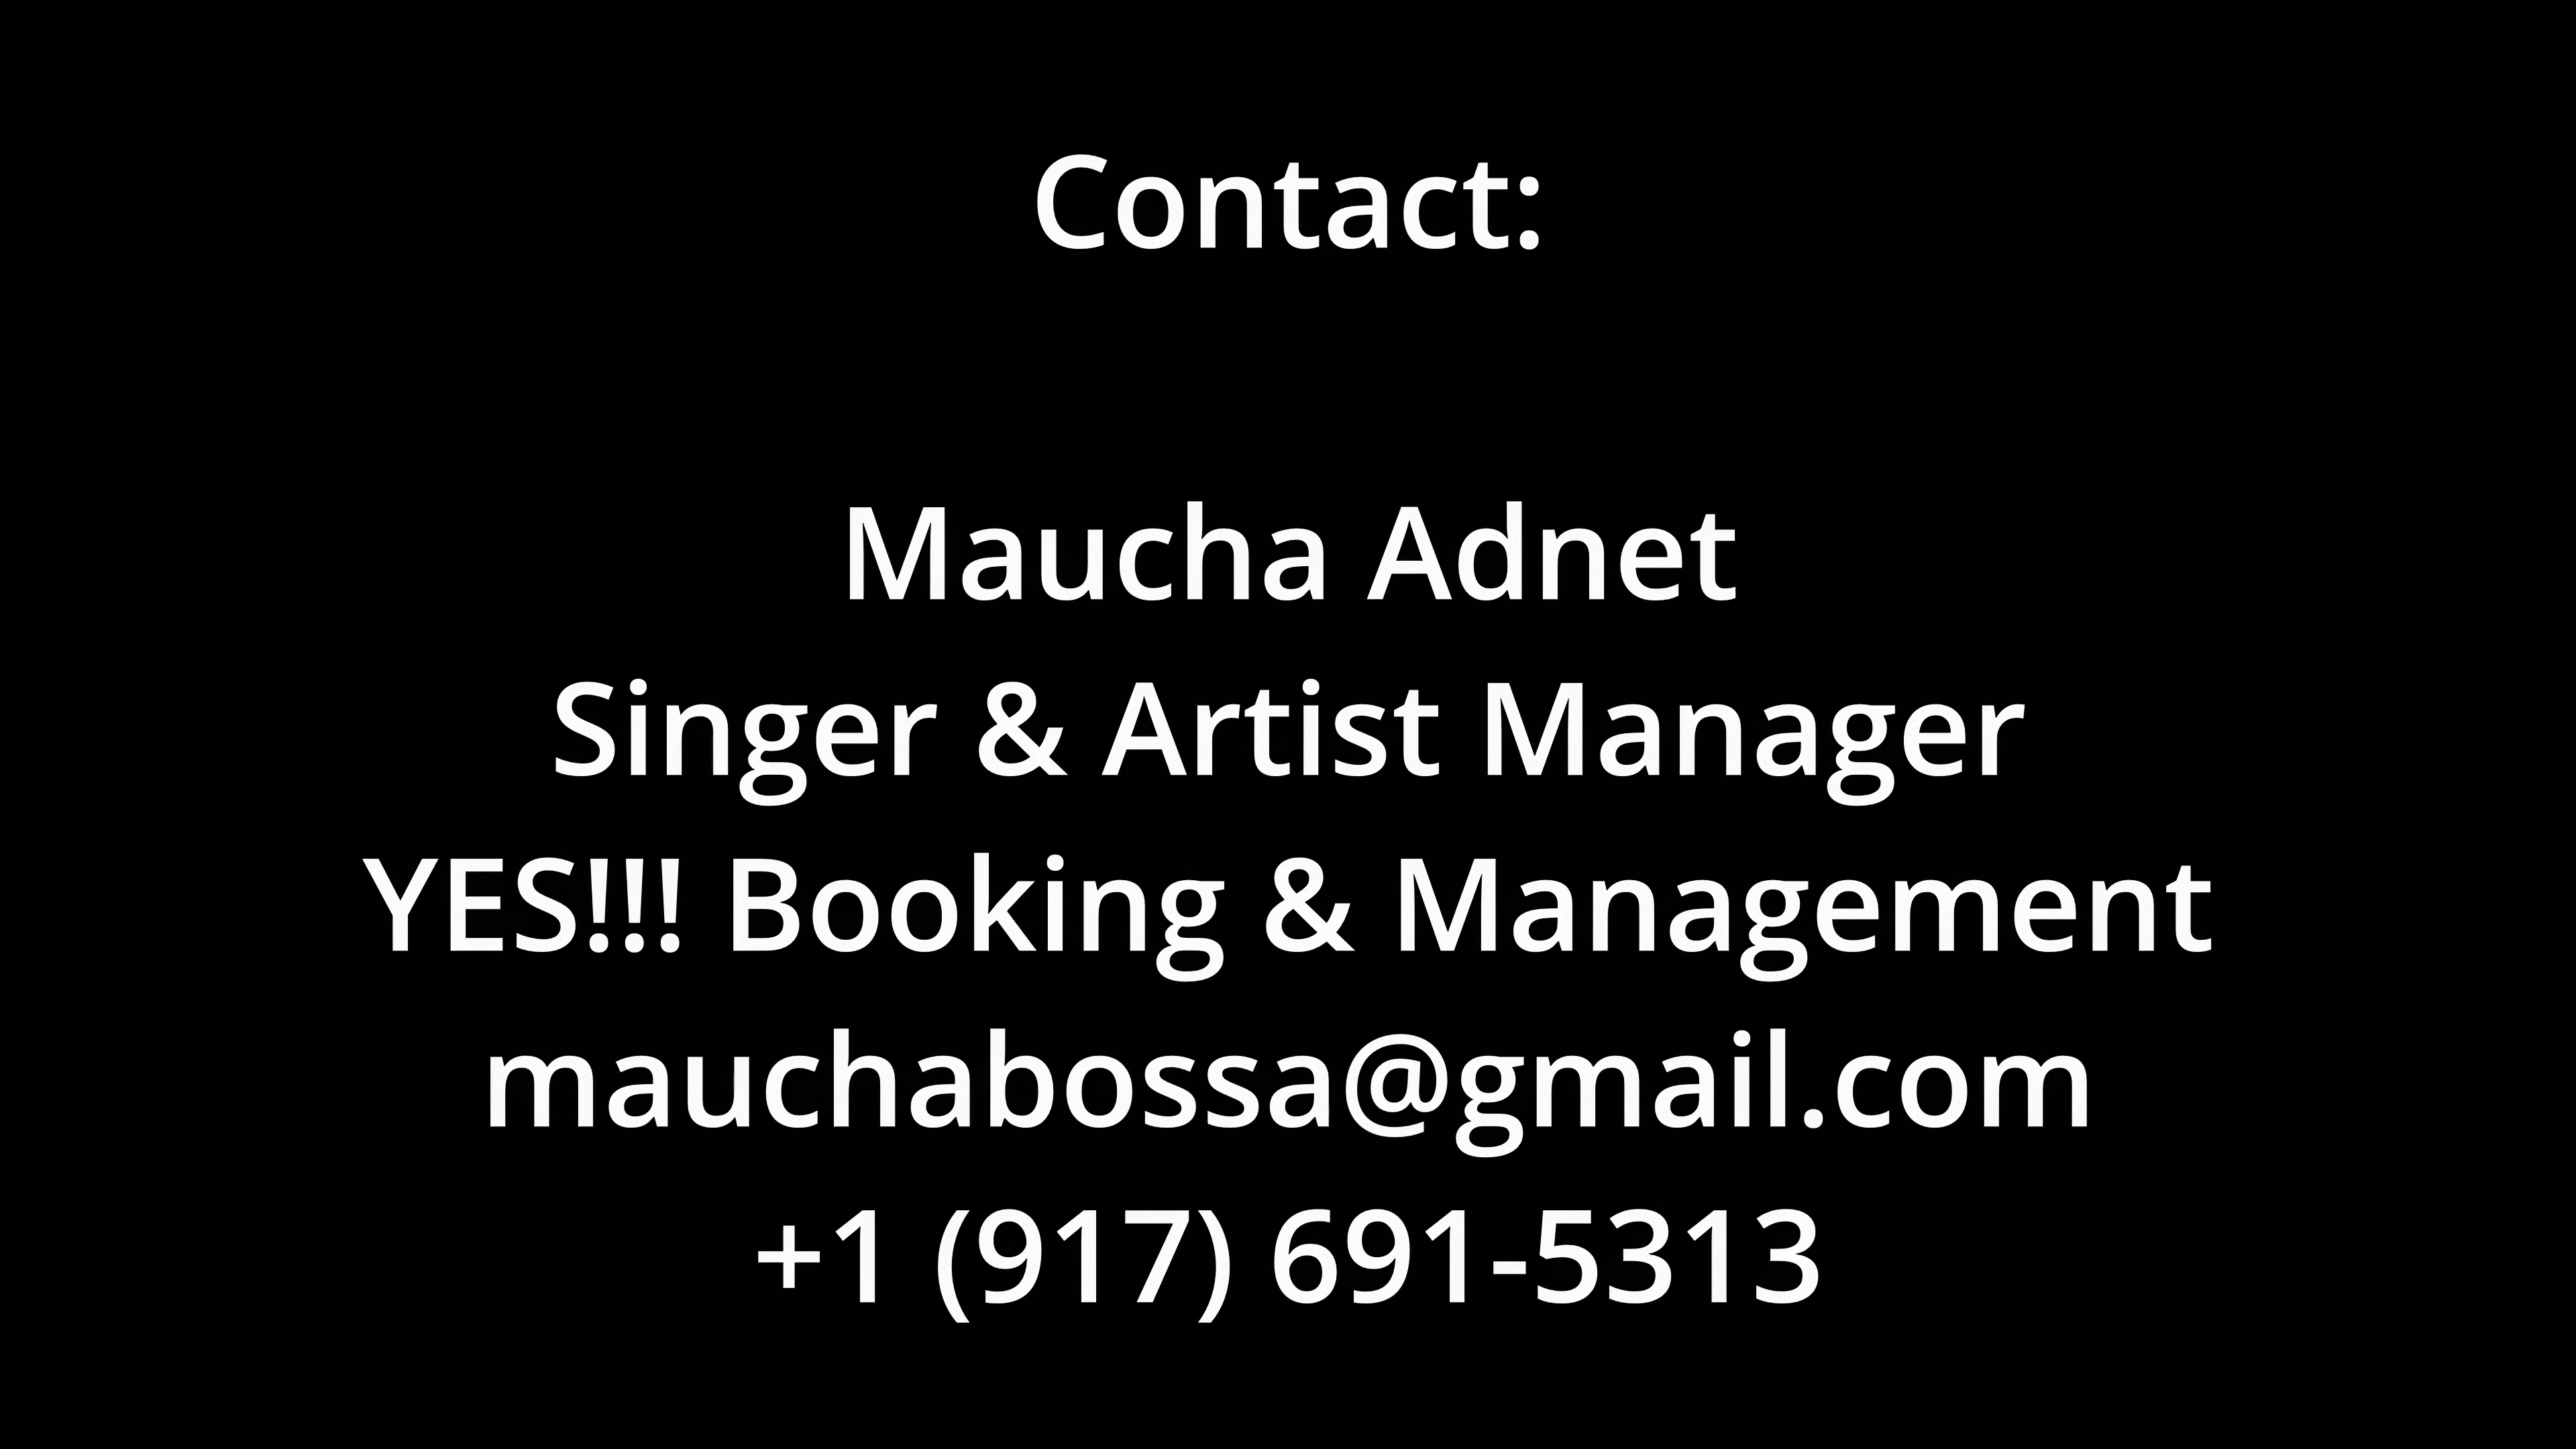 Contact:
Maucha Adnet
Singer & Artist Manager
YES!!! Booking & Management
mauchabossa@gmail.com
+1 (917) 691-5313